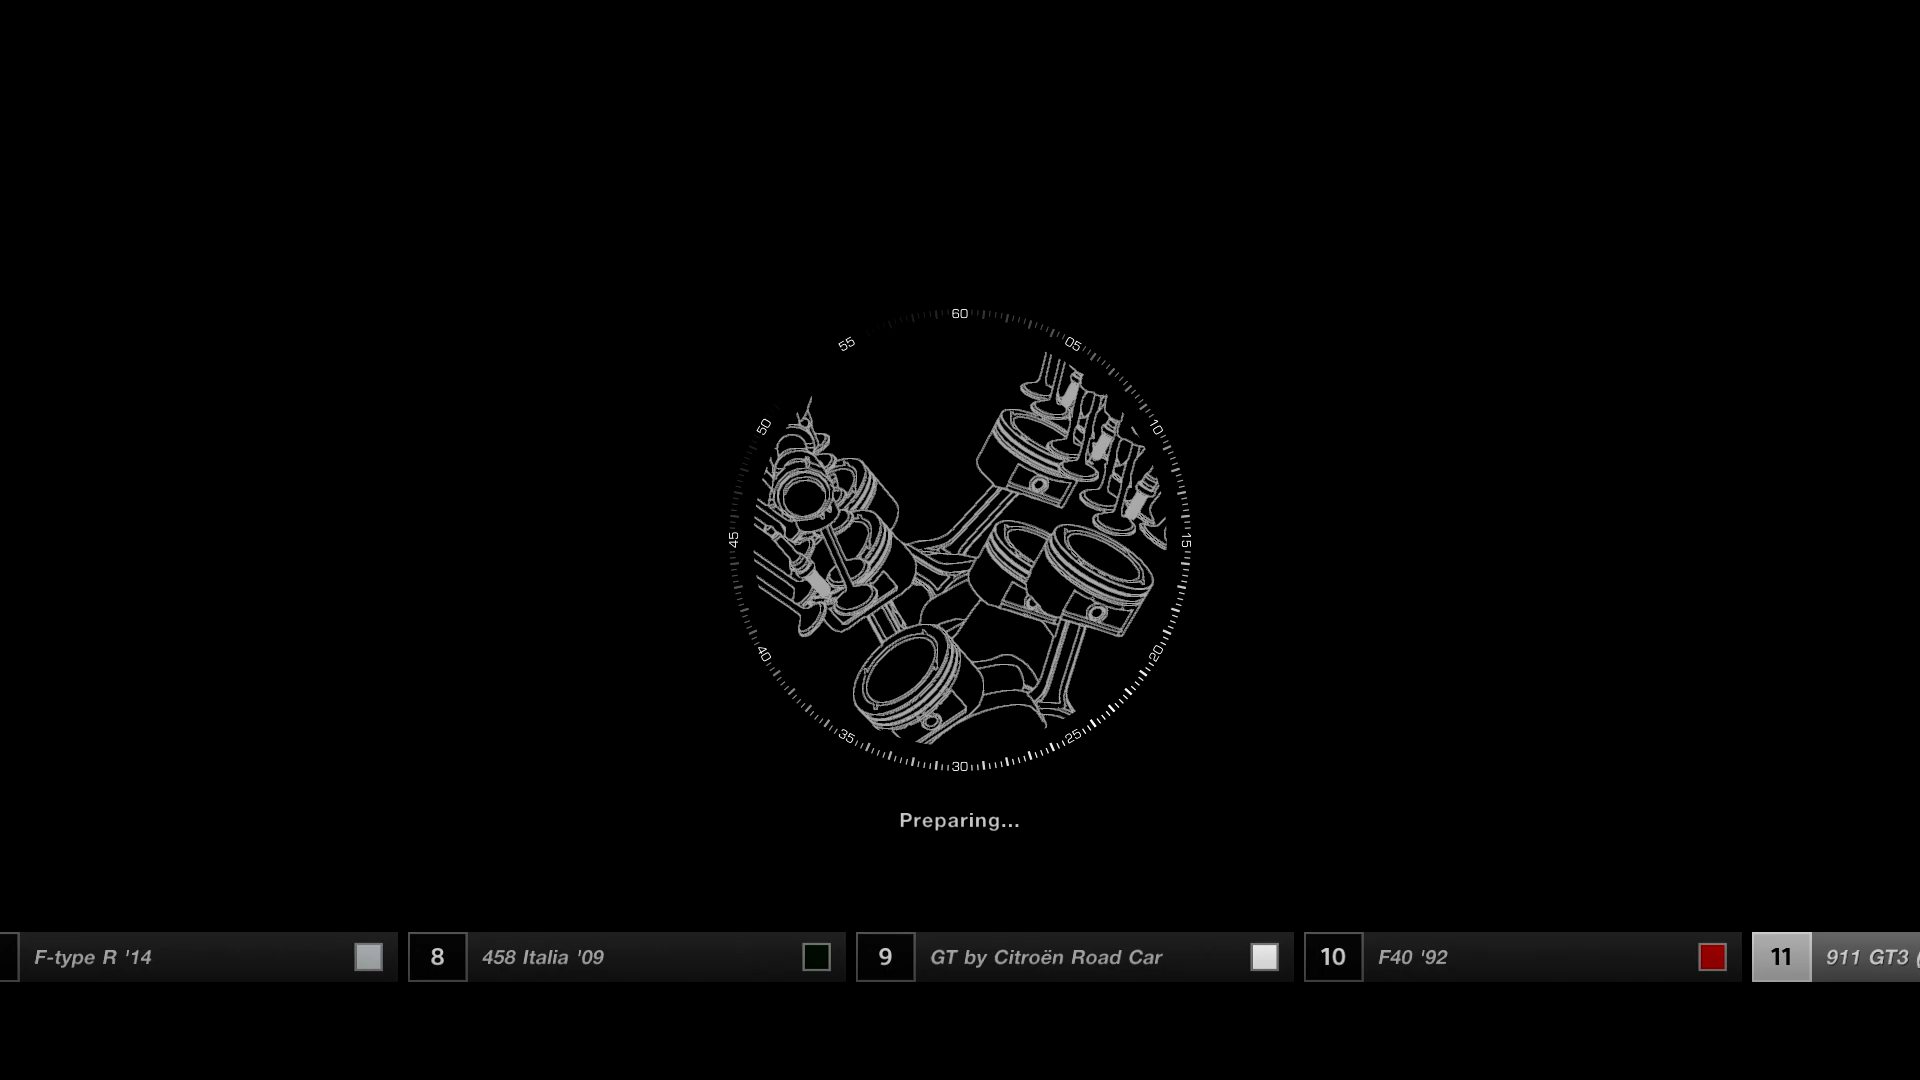 60
55
05
50
10
45
15
40
20
35
25
30
Preparing...
F-type R '14
8 458 Italia '09
9 GT by Citroën Road Car
10 F40 '92
11 911 GT3 (